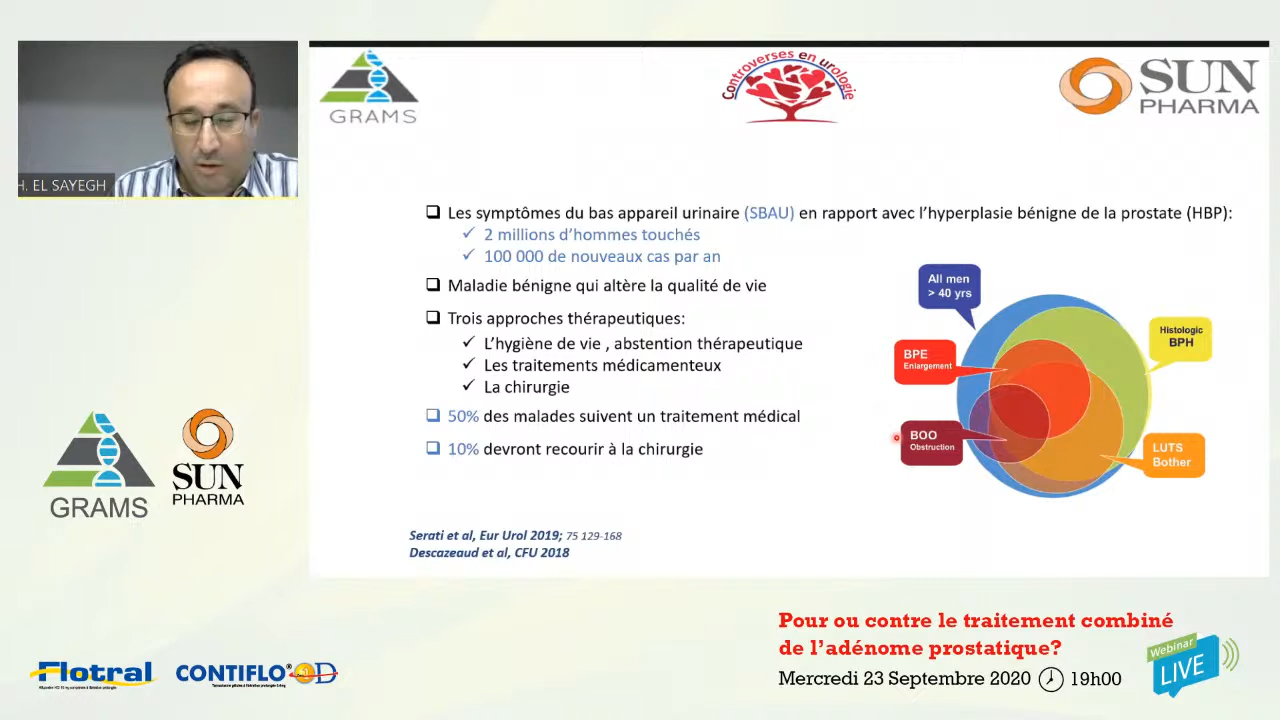 H. EL SAYEGH
GRAMS
Controverses en urologie
SUN
PHARMA
Les symptômes du bas appareil urinaire (SBAU) en rapport avec l'hyperplasie bénigne de la prostate (HBP):
2 millions d'hommes touchés
100 000 de nouveaux cas par an
Maladie bénigne qui altère la qualité de vie
Trois approches thérapeutiques:
L'hygiène de vie , abstention thérapeutique
Les traitements médicamenteux
La chirurgie
50% des malades suivent un traitement médical
10% devront recourir à la chirurgie
All men
> 40 yrs
Histologic
BPH
BPE
Enlargement
BOO
Obstruction
LUTS
Bother
Serati et al, Eur Urol 2019; 75 129-168
Descazeaud et al, CFU 2018
GRAMS
SUN
PHARMA
Flotral
CONTIFLO® OD
Pour ou contre le traitement combiné
de l'adénome prostatique?
Mercredi 23 Septembre 2020 19h00
Webinar
LIVE